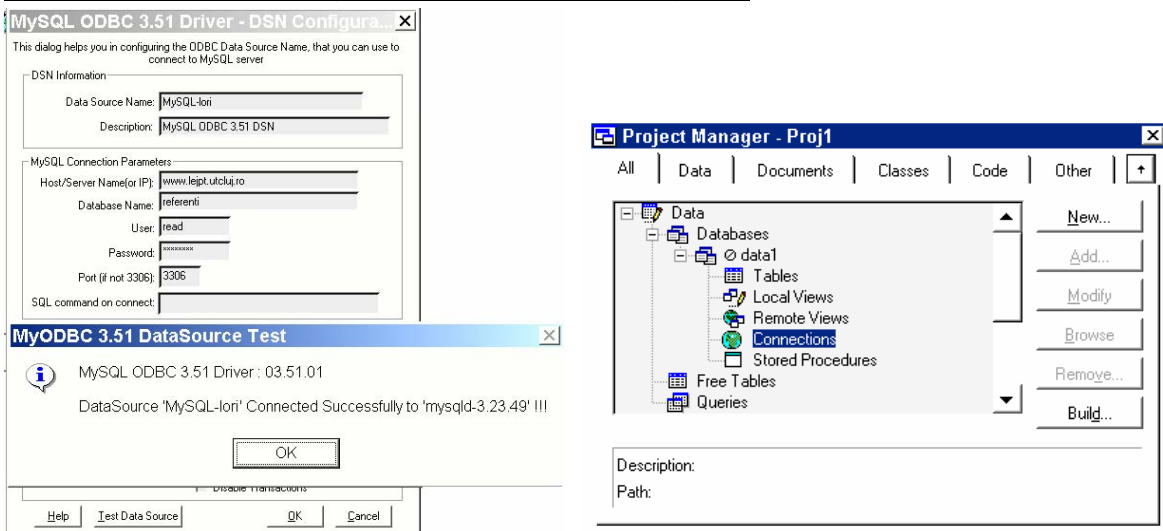 MySQL ODBC 3.51 Driver - DSN Configura...
This dialog helps you in configuring the ODBC Data Source Name, that you can use to
connect to MySQL server
DSN Information
Data Source Name: MySQL-lori
Description: MySQL ODBC 3.51 DSN
MySQL Connection Parameters
Host/Server Name(or IP): www.lejpt.utcluj.ro
Database Name: referenti
User: read
Password: ********
Port (if not 3306): 3306
SQL command on connect:
MyODBC 3.51 DataSource Test
MySQL ODBC 3.51 Driver : 03.51.01
DataSource 'MySQL-lori' Connected Successfully to 'mysqld-3.23.49' !!!
OK
Disable Transactions
Help Test Data Source OK Cancel
Project Manager - Proj1
All Data Documents Classes Code Other
Data
Databases
data1
Tables
Local Views
Remote Views
Connections
Stored Procedures
Free Tables
Queries
New...
Add...
Modify
Browse
Remove...
Build...
Description:
Path: